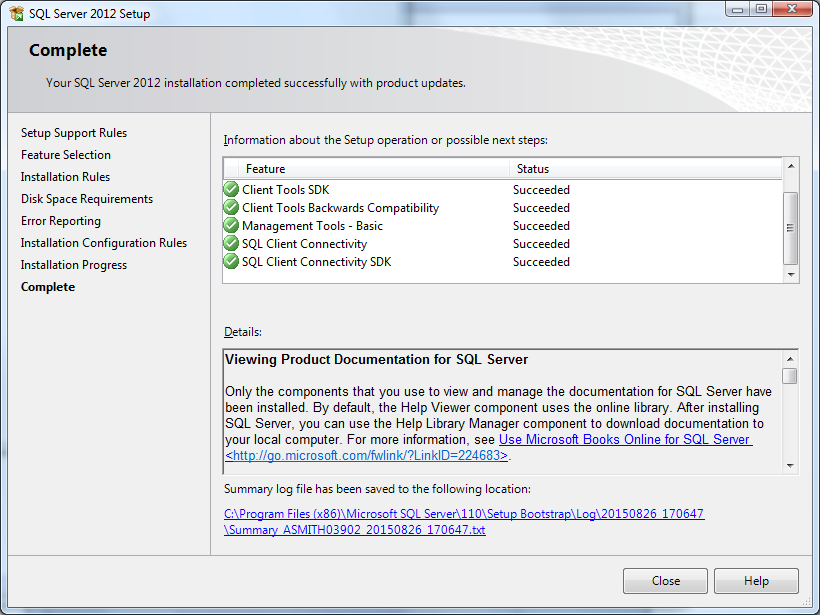 SQL Server 2012 Setup
Complete
Your SQL Server 2012 installation completed successfully with product updates.
Setup Support Rules
Feature Selection
Installation Rules
Disk Space Requirements
Error Reporting
Installation Configuration Rules
Installation Progress
Complete
Information about the Setup operation or possible next steps:
Feature Status
Client Tools SDK Succeeded
Client Tools Backwards Compatibility Succeeded
Management Tools - Basic Succeeded
SQL Client Connectivity Succeeded
SQL Client Connectivity SDK Succeeded
Details:
Viewing Product Documentation for SQL Server
Only the components that you use to view and manage the documentation for SQL Server have
been installed. By default, the Help Viewer component uses the online library. After installing
SQL Server, you can use the Help Library Manager component to download documentation to
your local computer. For more information, see Use Microsoft Books Online for SQL Server
<http://go.microsoft.com/fwlink/?LinkID=224683>.
Summary log file has been saved to the following location:
C:\Program Files (x86)\Microsoft SQL Server\110\Setup Bootstrap\Log\20150826_170647
\Summary_ASMITH03902_20150826_170647.txt
Close
Help